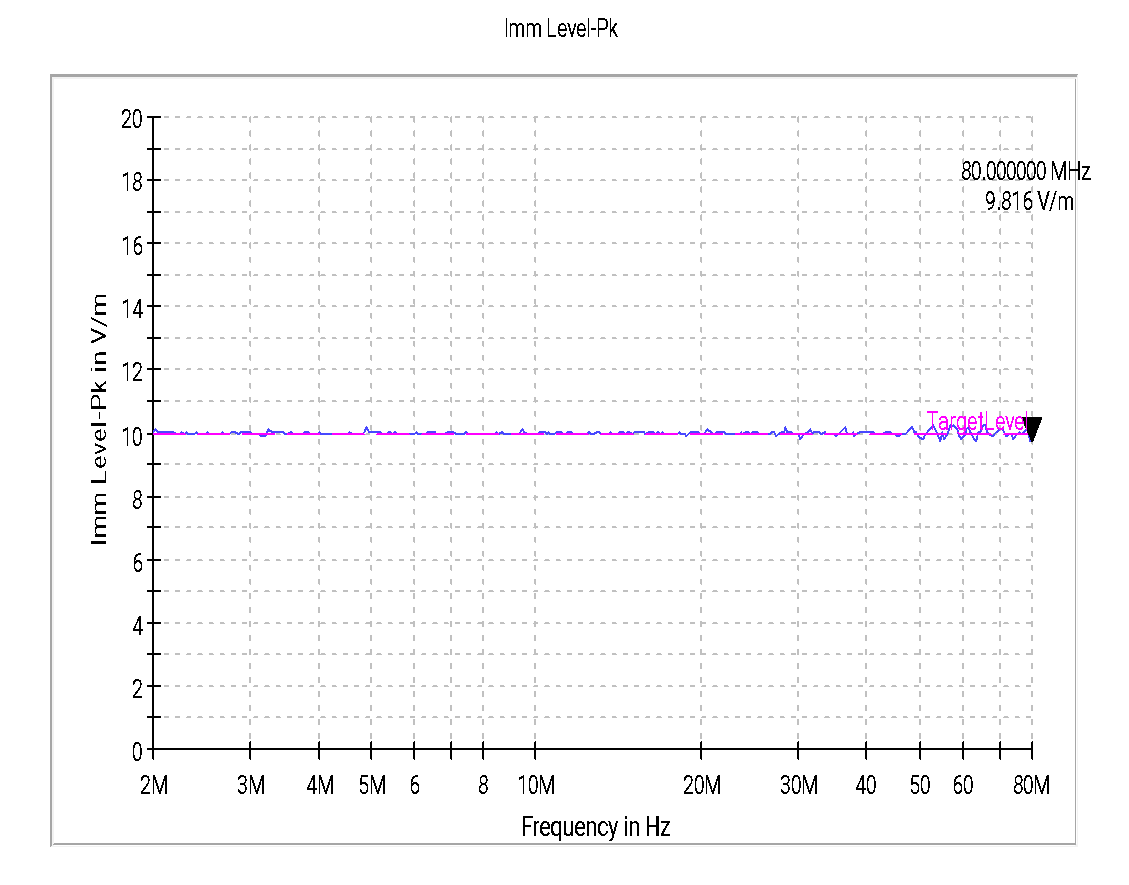 Imm Level-Pk
20
80.000000 MHz
18
9.816 V/m
16
14
12
TargetLevel
10
8
6
4
2
0
Imm Level-Pk in V/m
2M 3M 4M 5M 6 8 10M 20M 30M 40 50 60 80M
Frequency in Hz